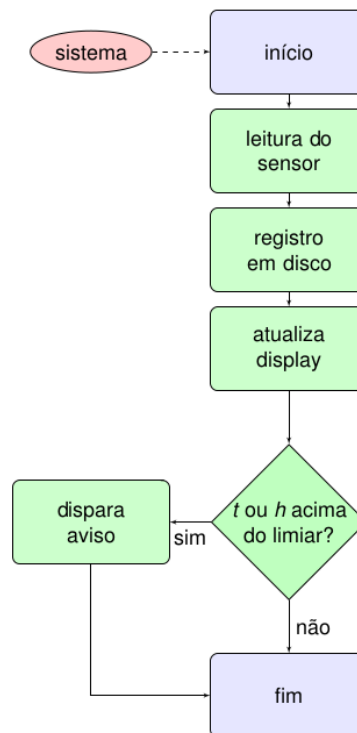 sistema
início
leitura do
sensor
registro
em disco
atualiza
display
t ou h acima
do limiar?
sim
dispara
aviso
não
fim